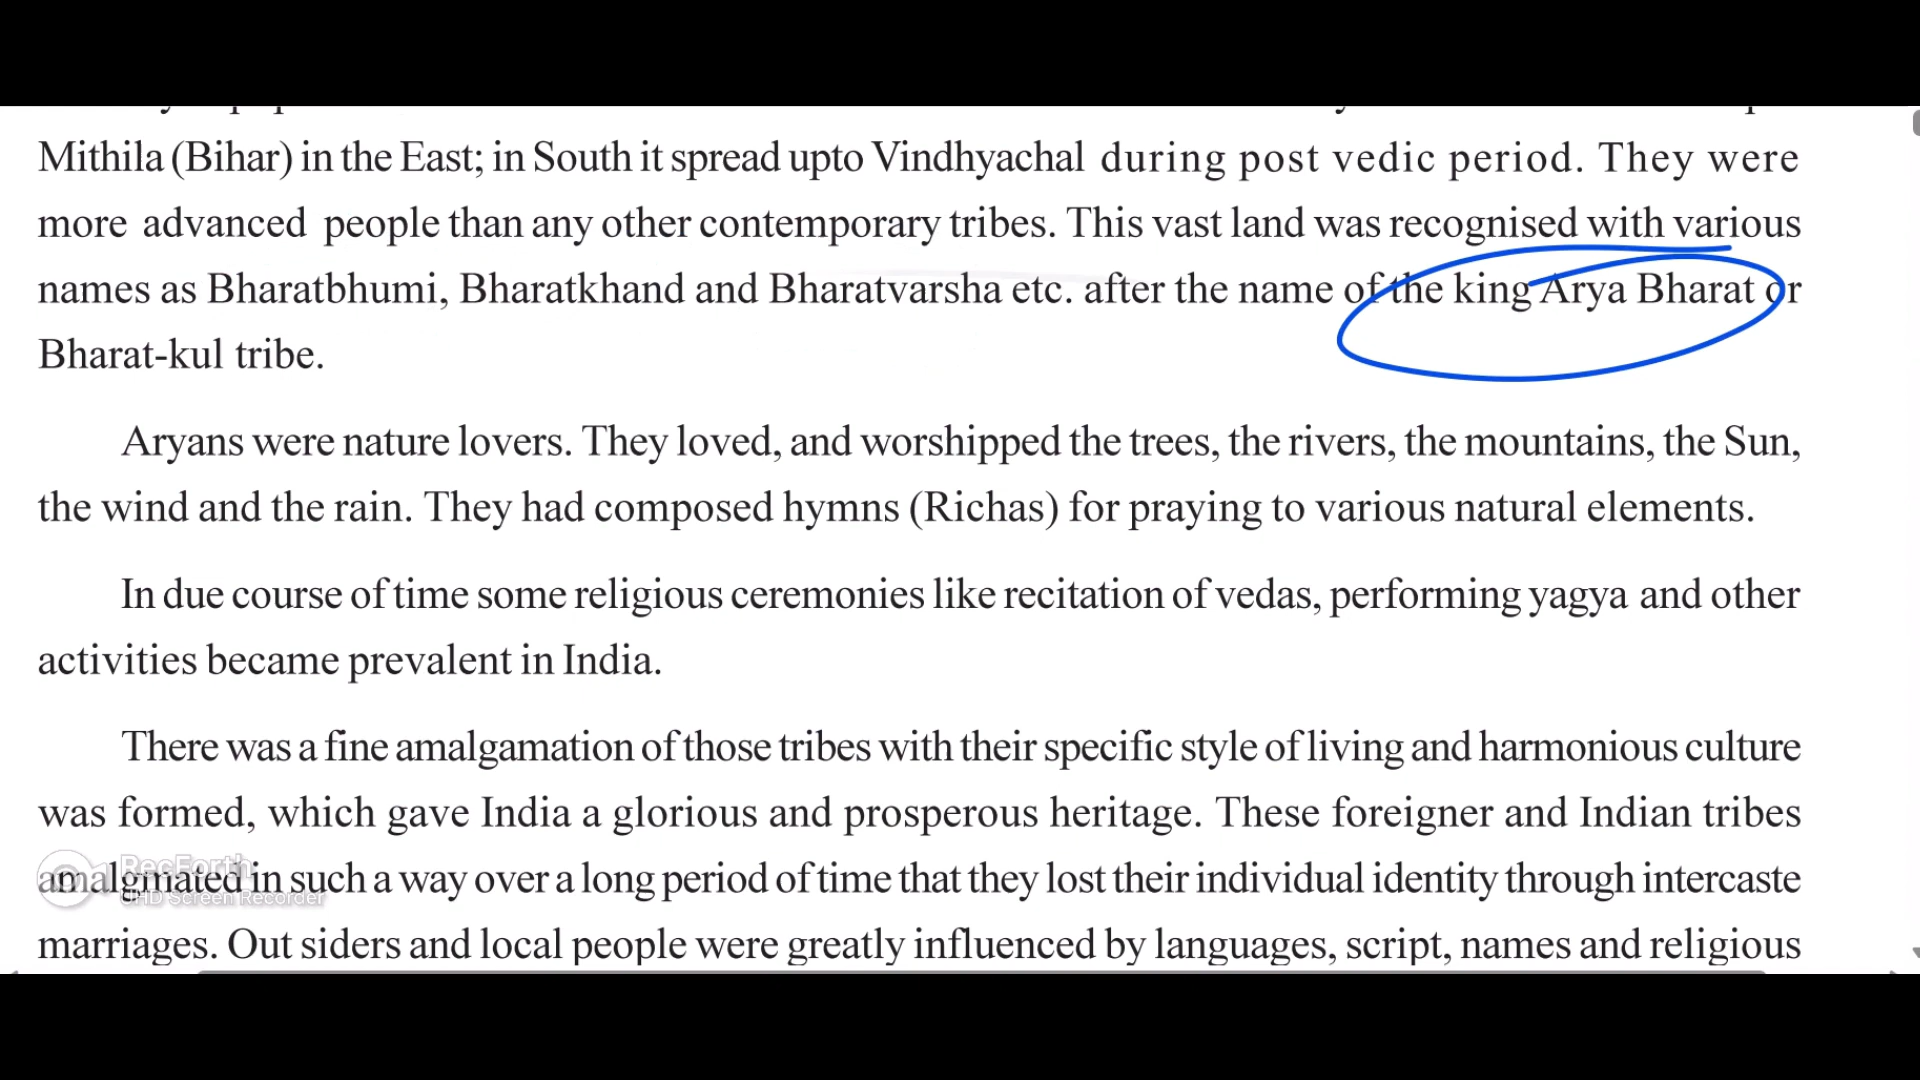 Mithila (Bihar) in the East; in South it spread upto Vindhyachal during post vedic period. They were
more advanced people than any other contemporary tribes. This vast land was recognised with various
names as Bharatbhumi, Bharatkhand and Bharatvarsha etc. after the name of the king Arya Bharat or
Bharat-kul tribe.
Aryans were nature lovers. They loved, and worshipped the trees, the rivers, the mountains, the Sun,
the wind and the rain. They had composed hymns (Richas) for praying to various natural elements.
In due course of time some religious ceremonies like recitation of vedas, performing yagya and other
activities became prevalent in India.
There was a fine amalgamation of those tribes with their specific style of living and harmonious culture
was formed, which gave India a glorious and prosperous heritage. These foreigner and Indian tribes
RecForth
amalgmated in such a way over a long period of time that they lost their individual identity through intercaste
UHD Screen Recorder
marriages. Out siders and local people were greatly influenced by languages, script, names and religious